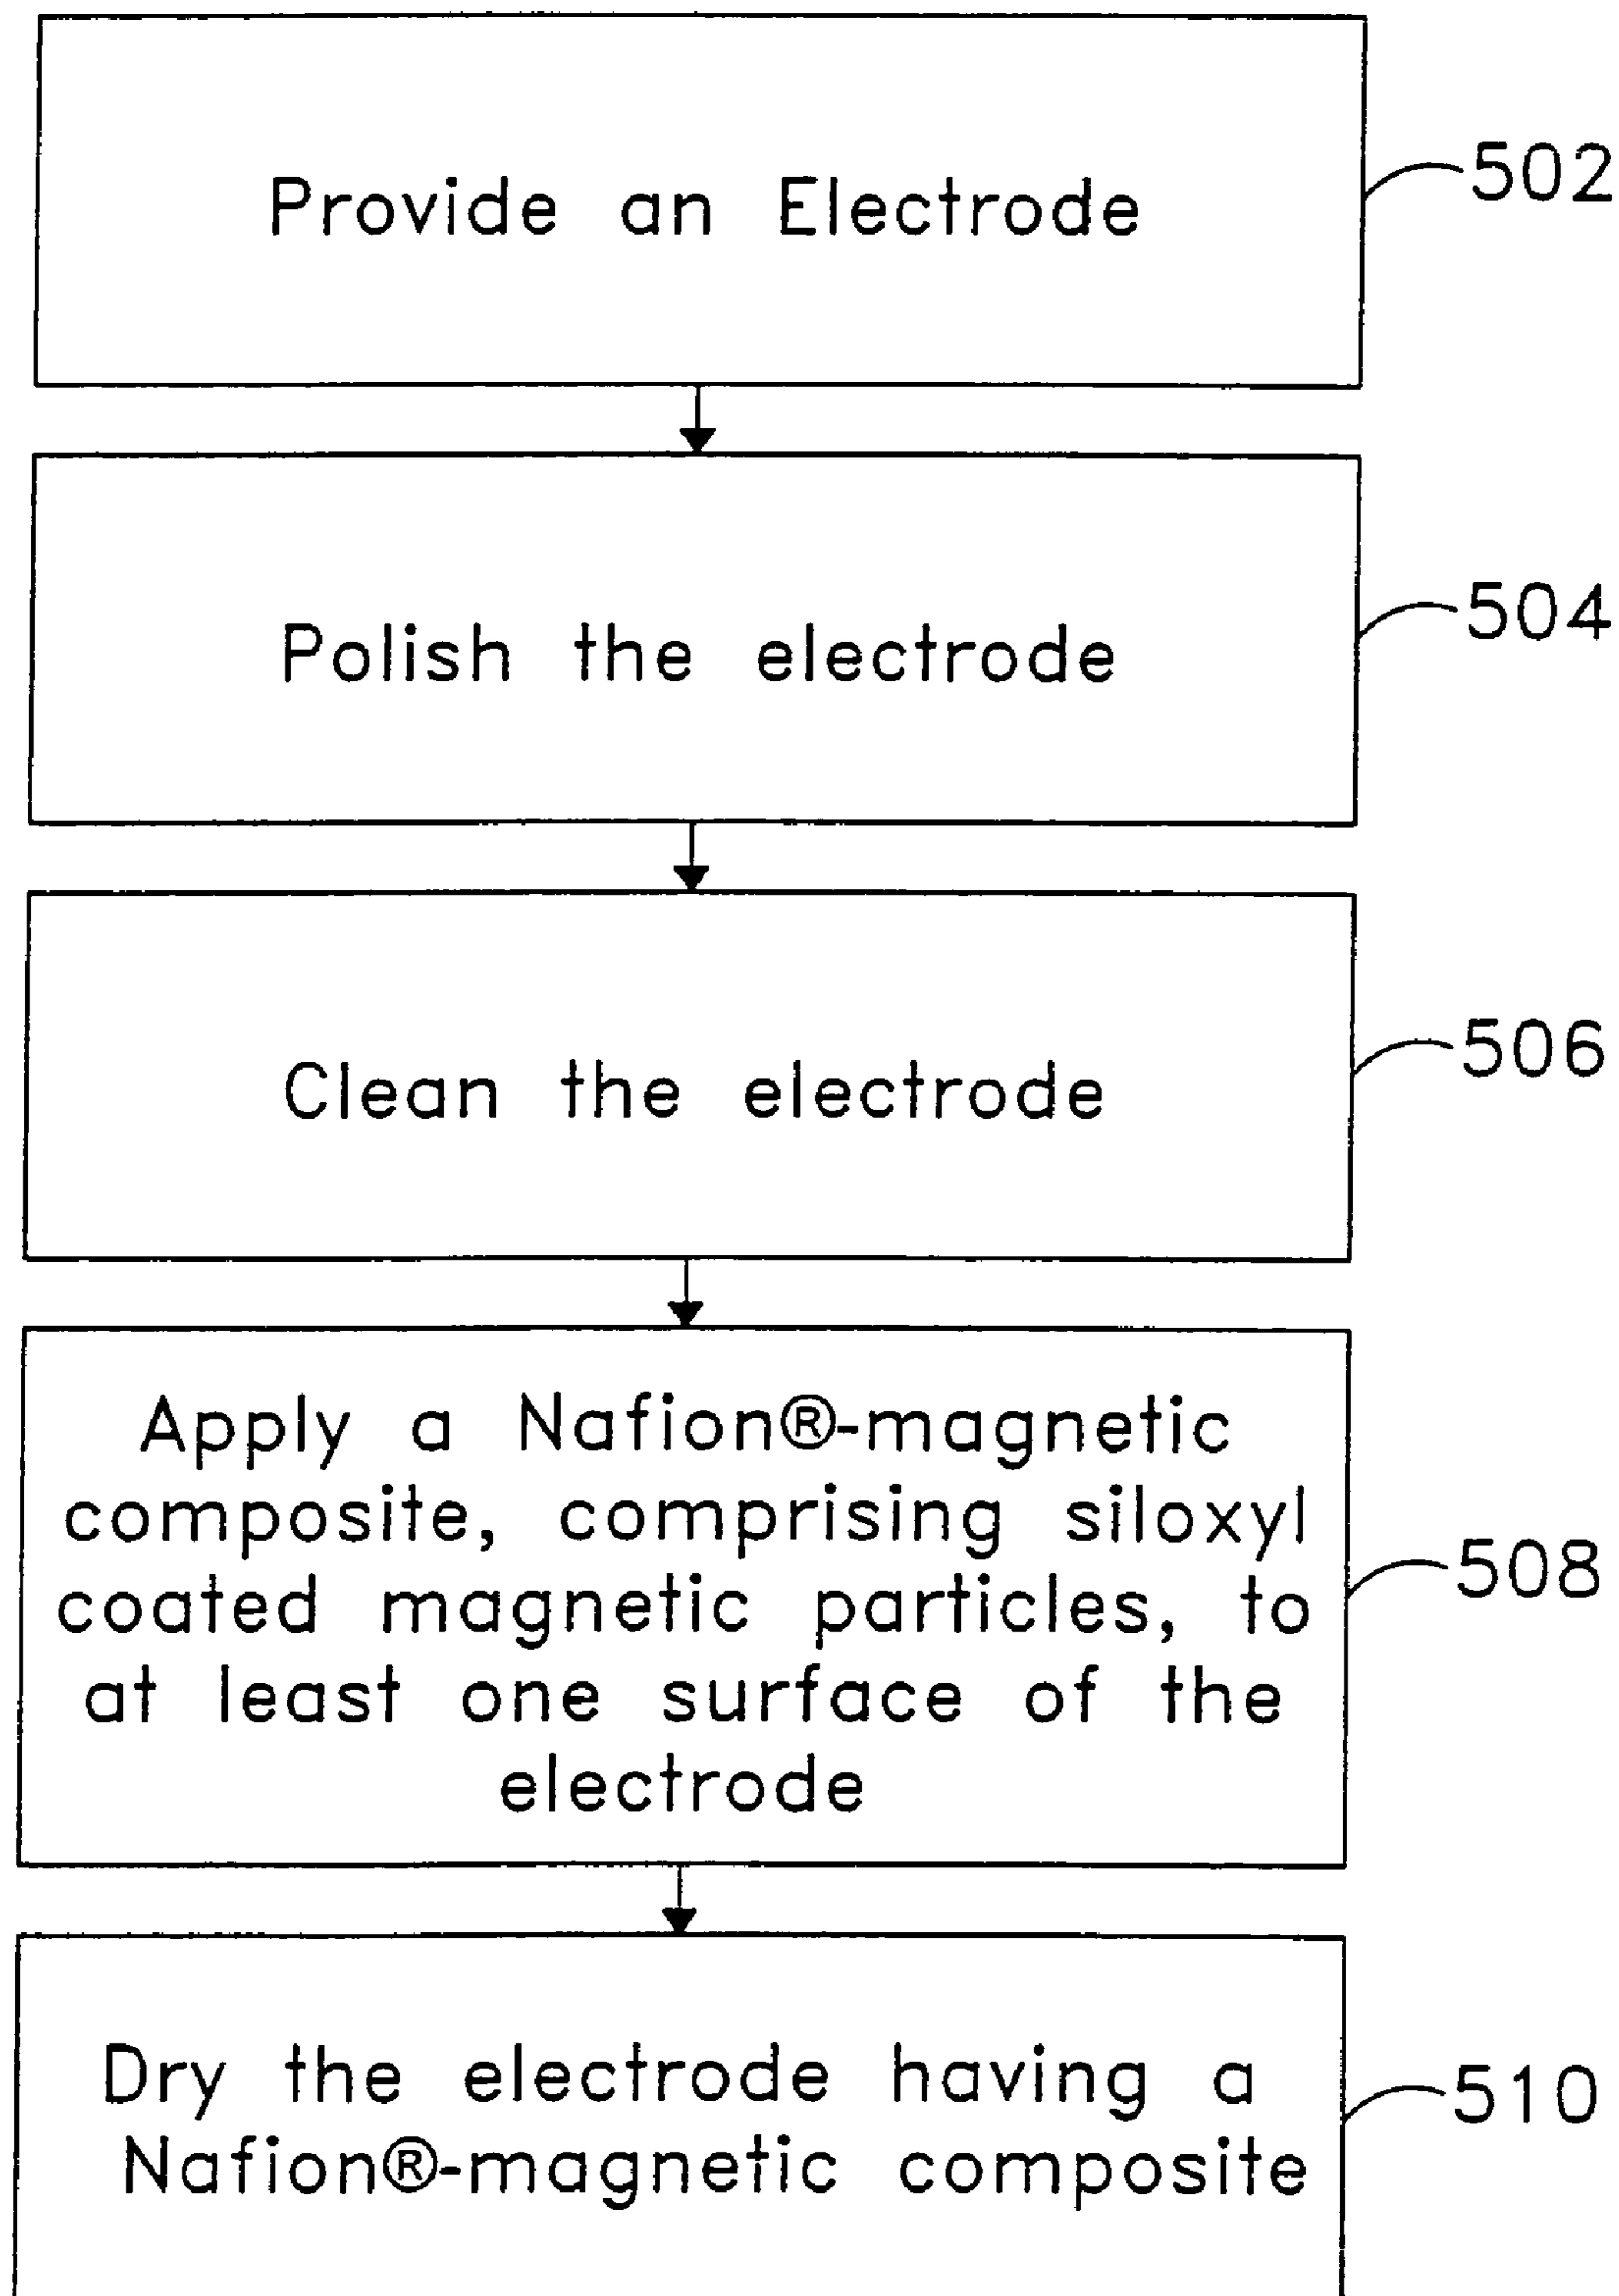 Provide an Electrode
502
Polish the electrode
504
Clean the electrode
506
Apply a Nafion®-magnetic
composite, comprising siloxyl
coated magnetic particles, to
at least one surface of the
electrode
508
Dry the electrode having a
Nafion®-magnetic composite
510